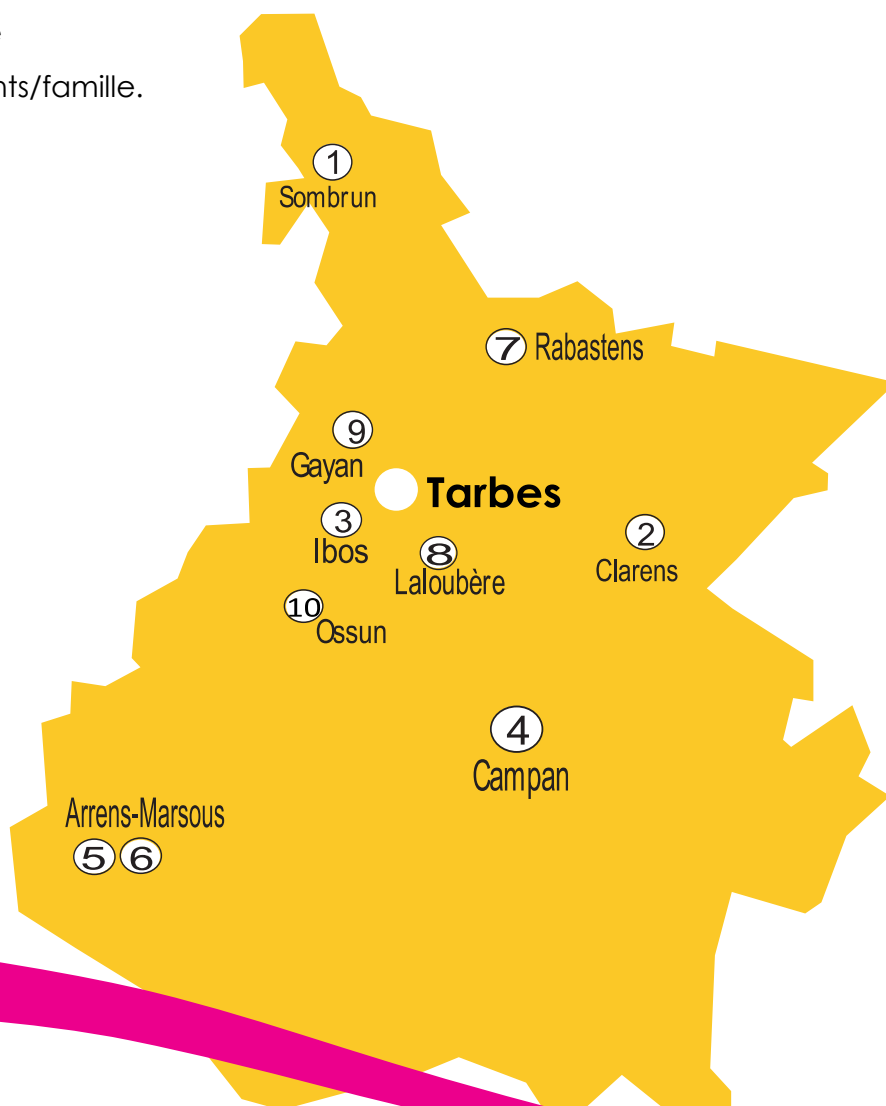 nts/famille.
1
Sombrun
7 Rabastens
9
Gayan
Tarbes
3
Ibos
8
Laloubère
2
Clarens
10
Ossun
4
Campan
Arrens-Marsous
5 6